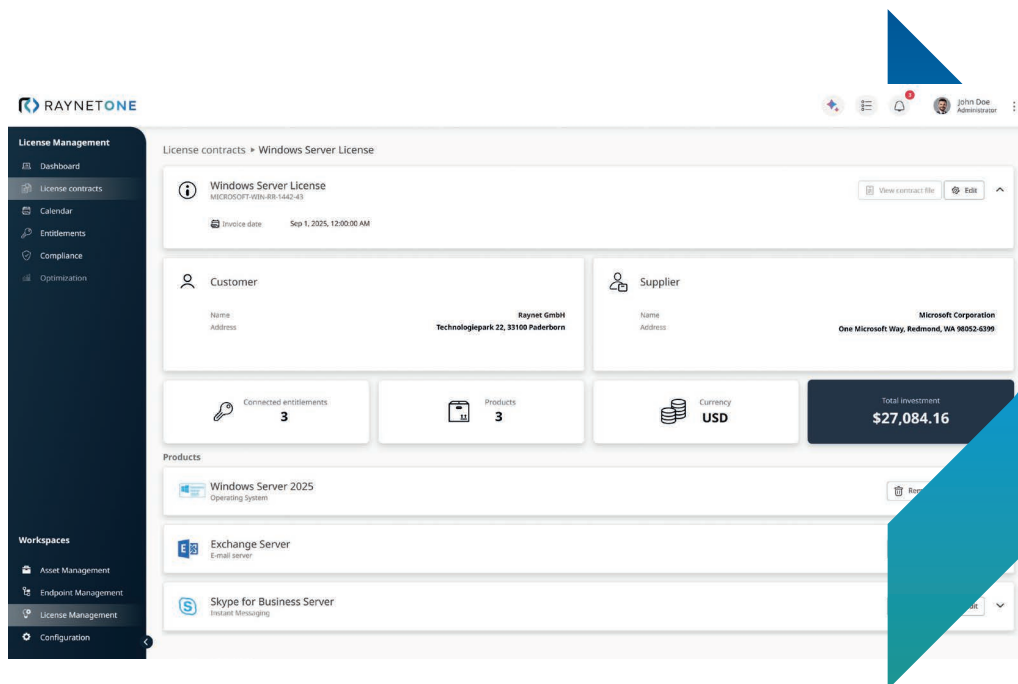 RAYNETONE
3
John Doe
Administrator
License Management
Dashboard
License contracts
Calendar
Entitlements
Compliance
Optimization
License contracts ▸ Windows Server License
Windows Server License
MICROSOFT-WIN-RR-1442-43
View contract file
Edit
Invoice date Sep 1, 2025, 12:00:00 AM
Customer
Name Raynet GmbH
Address Technologiepark 22, 33100 Paderborn
Supplier
Name Microsoft Corporation
Address One Microsoft Way, Redmond, WA 98052-6399
Connected entitlements
3
Products
3
Currency
USD
Total investment
$27,084.16
Products
Windows Server 2025
Operating System
Exchange Server
E-mail server
Skype for Business Server
Instant Messaging
Workspaces
Asset Management
Endpoint Management
License Management
Configuration